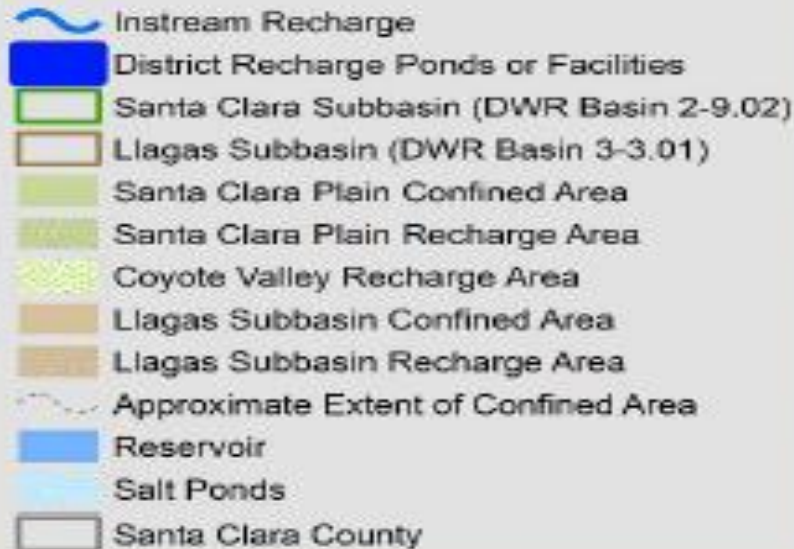 Instream Recharge
District Recharge Ponds or Facilities
Santa Clara Subbasin (DWR Basin 2-9.02)
Llagas Subbasin (DWR Basin 3-3.01)
Santa Clara Plain Confined Area
Santa Clara Plain Recharge Area
Coyote Valley Recharge Area
Llagas Subbasin Confined Area
Llagas Subbasin Recharge Area
Approximate Extent of Confined Area
Reservoir
Salt Ponds
Santa Clara County